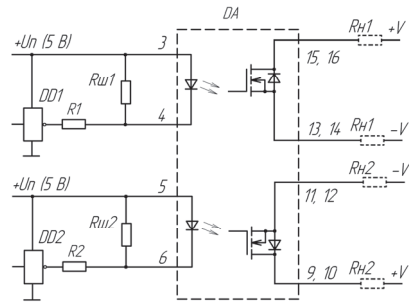 DA
Rн1 +V
+Uп (5 В) 3
15, 16
DD1 Rш1
R1 4
13, 14 Rн1 -V
Rн2 -V
+Uп (5 В) 5
11, 12
DD2 Rш2
R2 6
9, 10 Rн2 +V